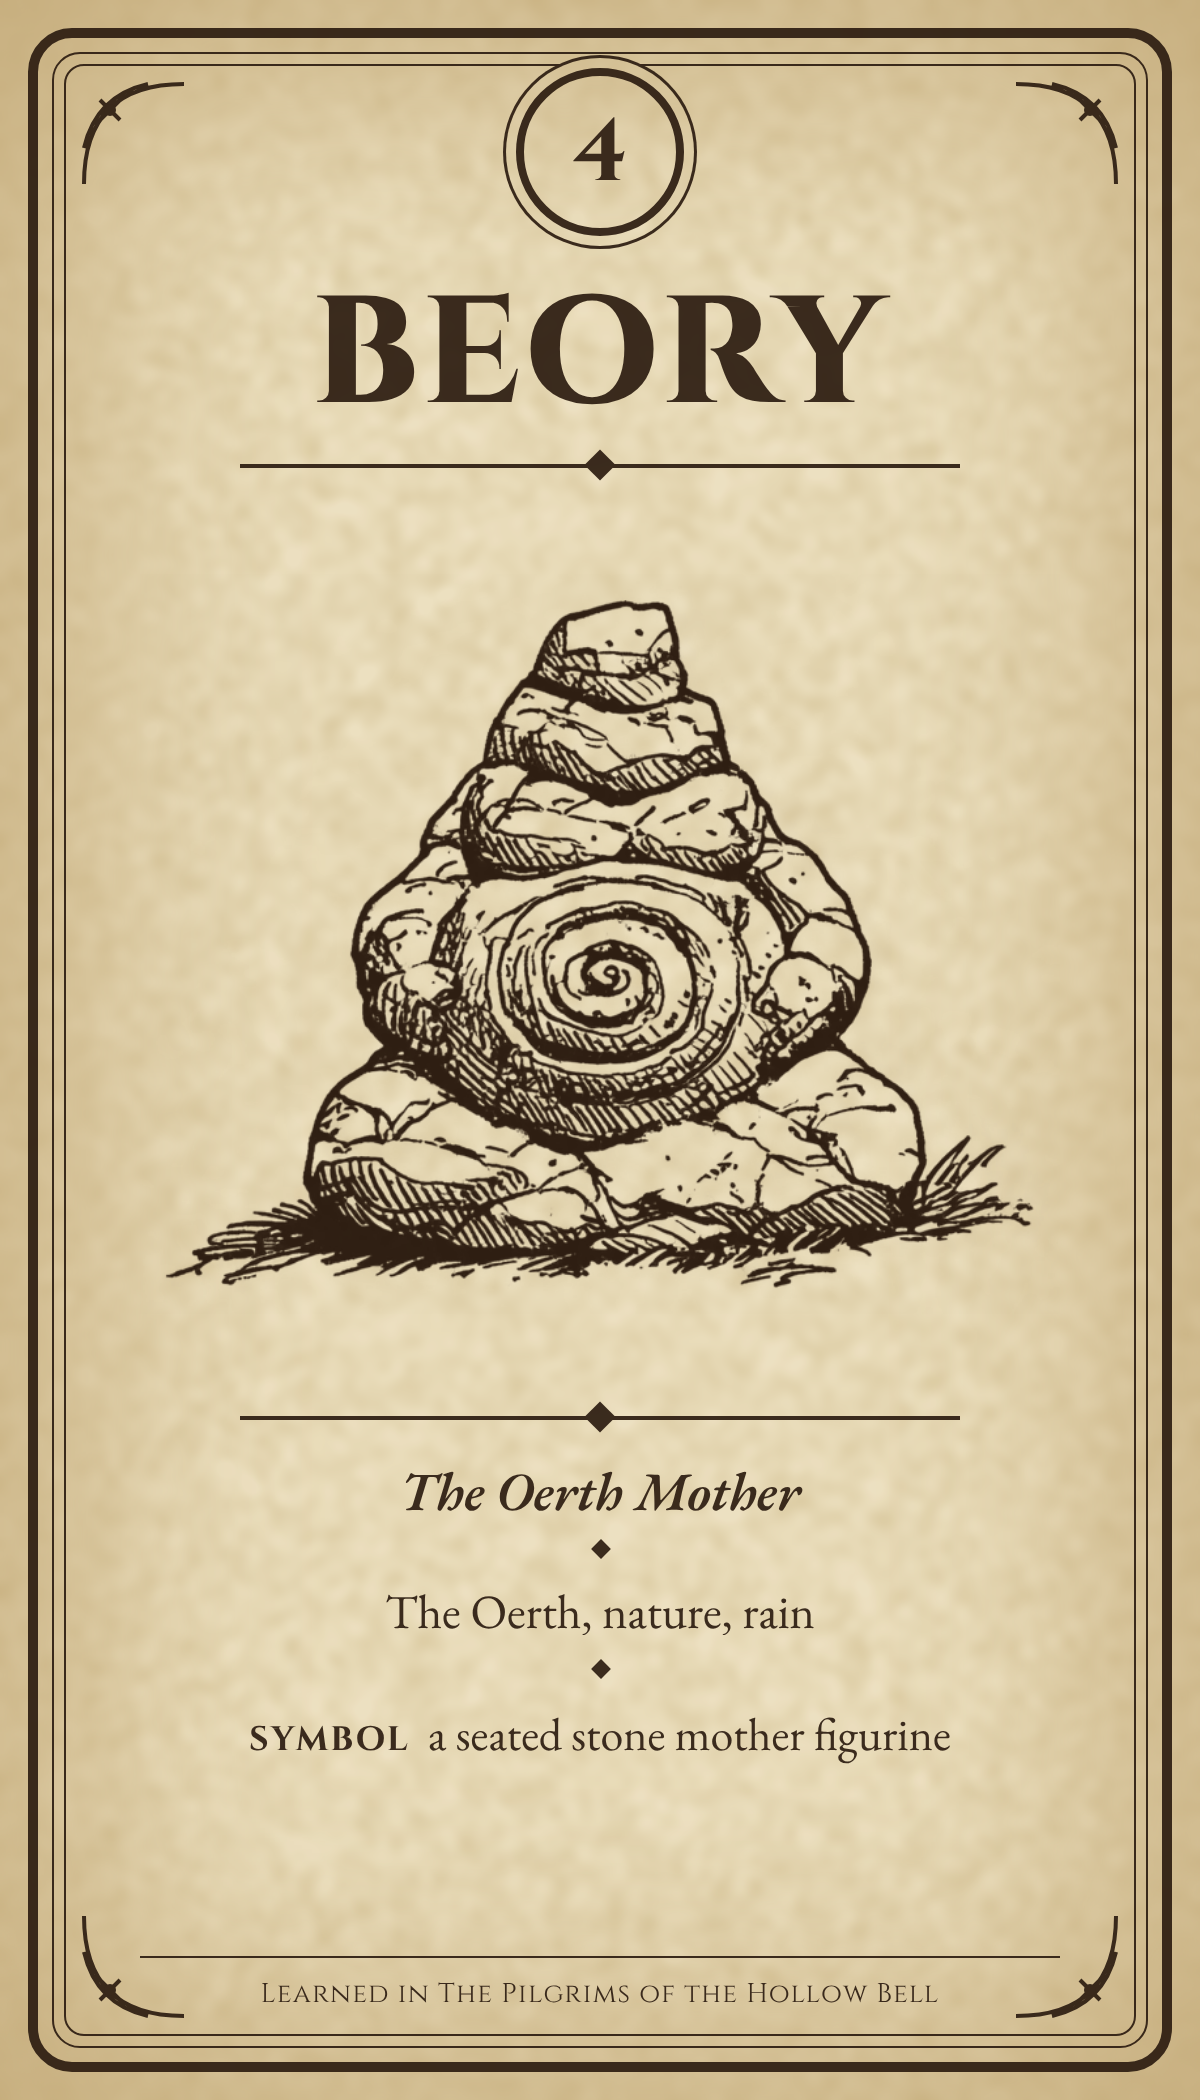 4
BEORY
The Oerth Mother
The Oerth, nature, rain
SYMBOL a seated stone mother figurine
Learned in The Pilgrims of the Hollow Bell